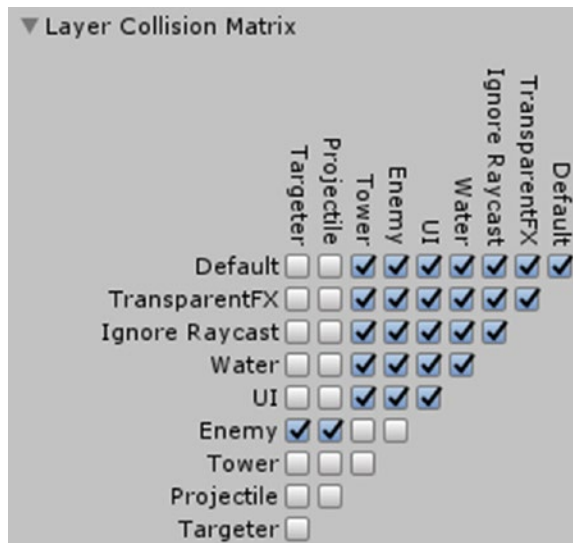 Layer Collision Matrix
Targeter
Projectile
Tower
Enemy
UI
Water
Ignore Raycast
TransparentFX
Default
Default
TransparentFX
Ignore Raycast
Water
UI
Enemy
Tower
Projectile
Targeter